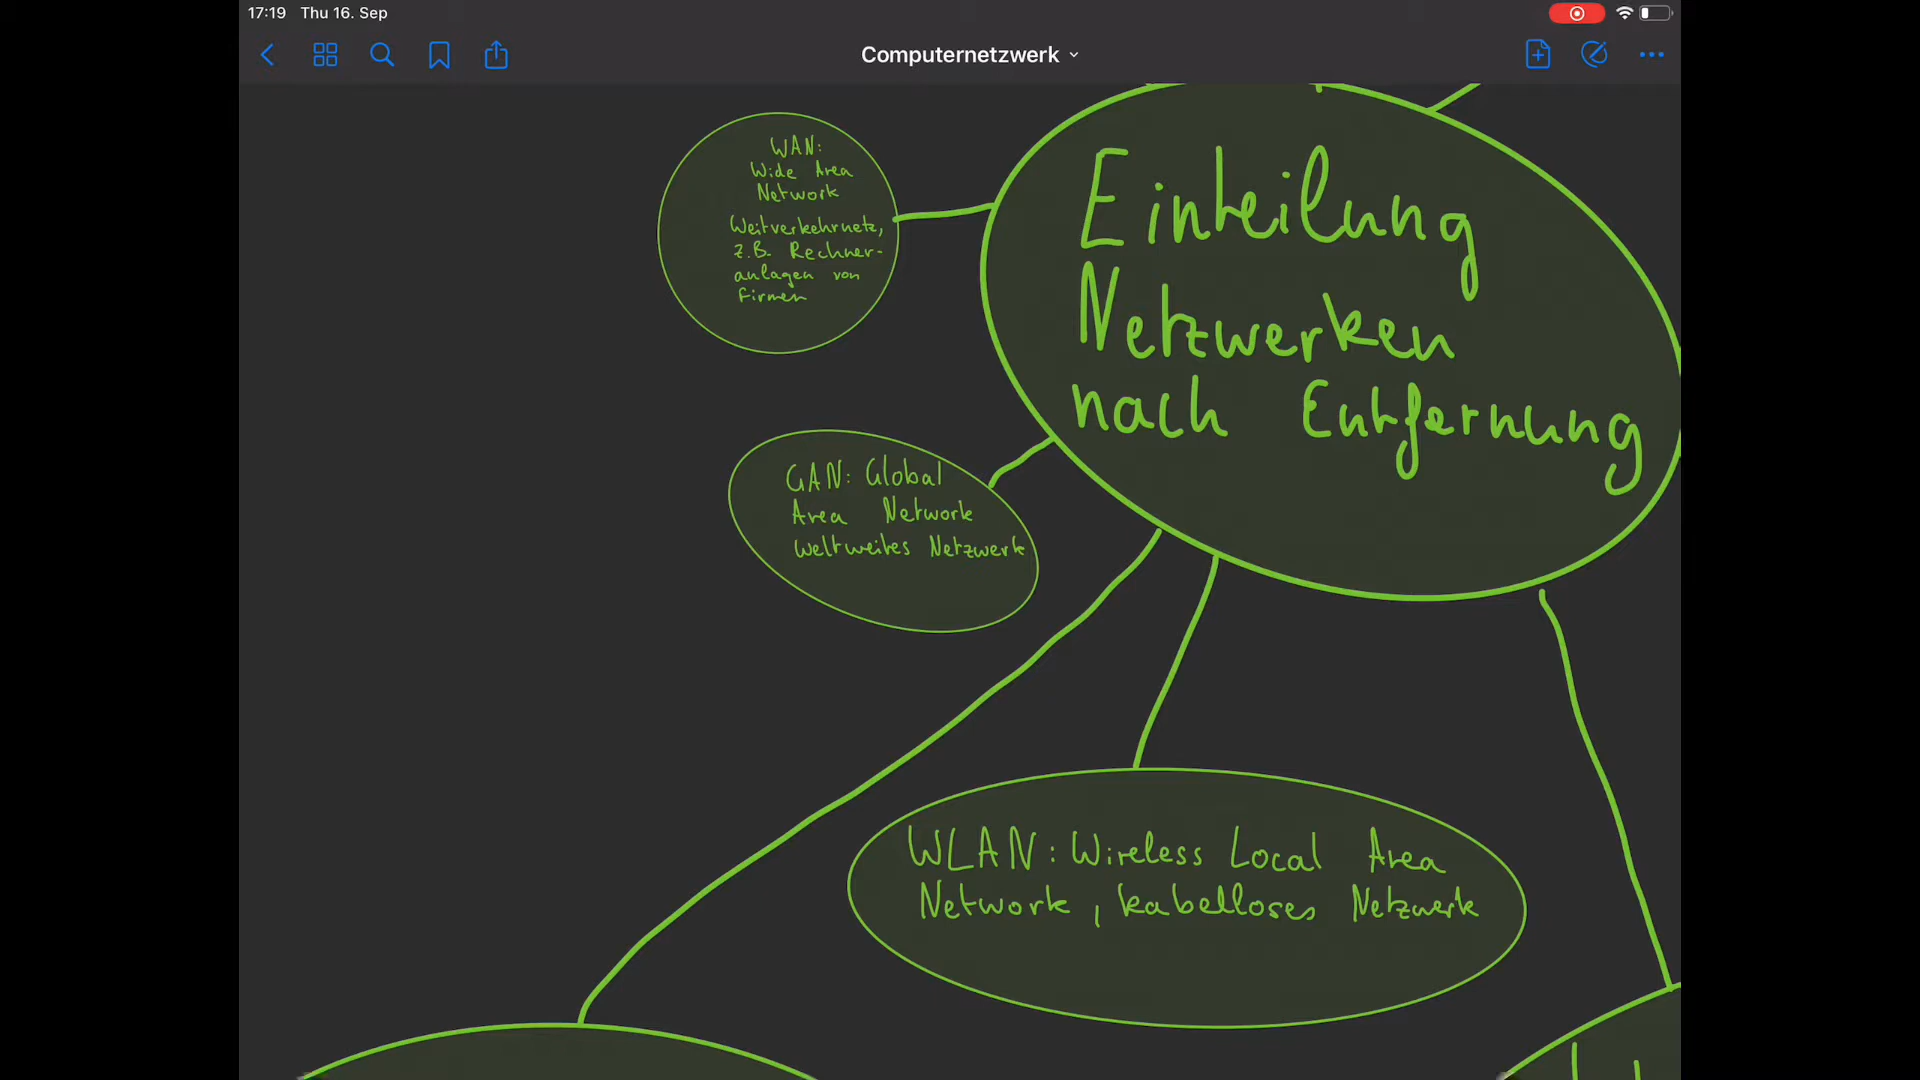 17:19 Thu 16. Sep
Computernetzwerk
Einteilung
Netzwerken
nach Entfernung
WAN:
Wide Area
Network
Weitverkehrnetz,
z.B. Rechner-
anlagen von
Firmen
GAN: Global
Area Network
Weltweites Netzwerk
WLAN: Wireless Local Area
Network, kabelloses Netzwerk